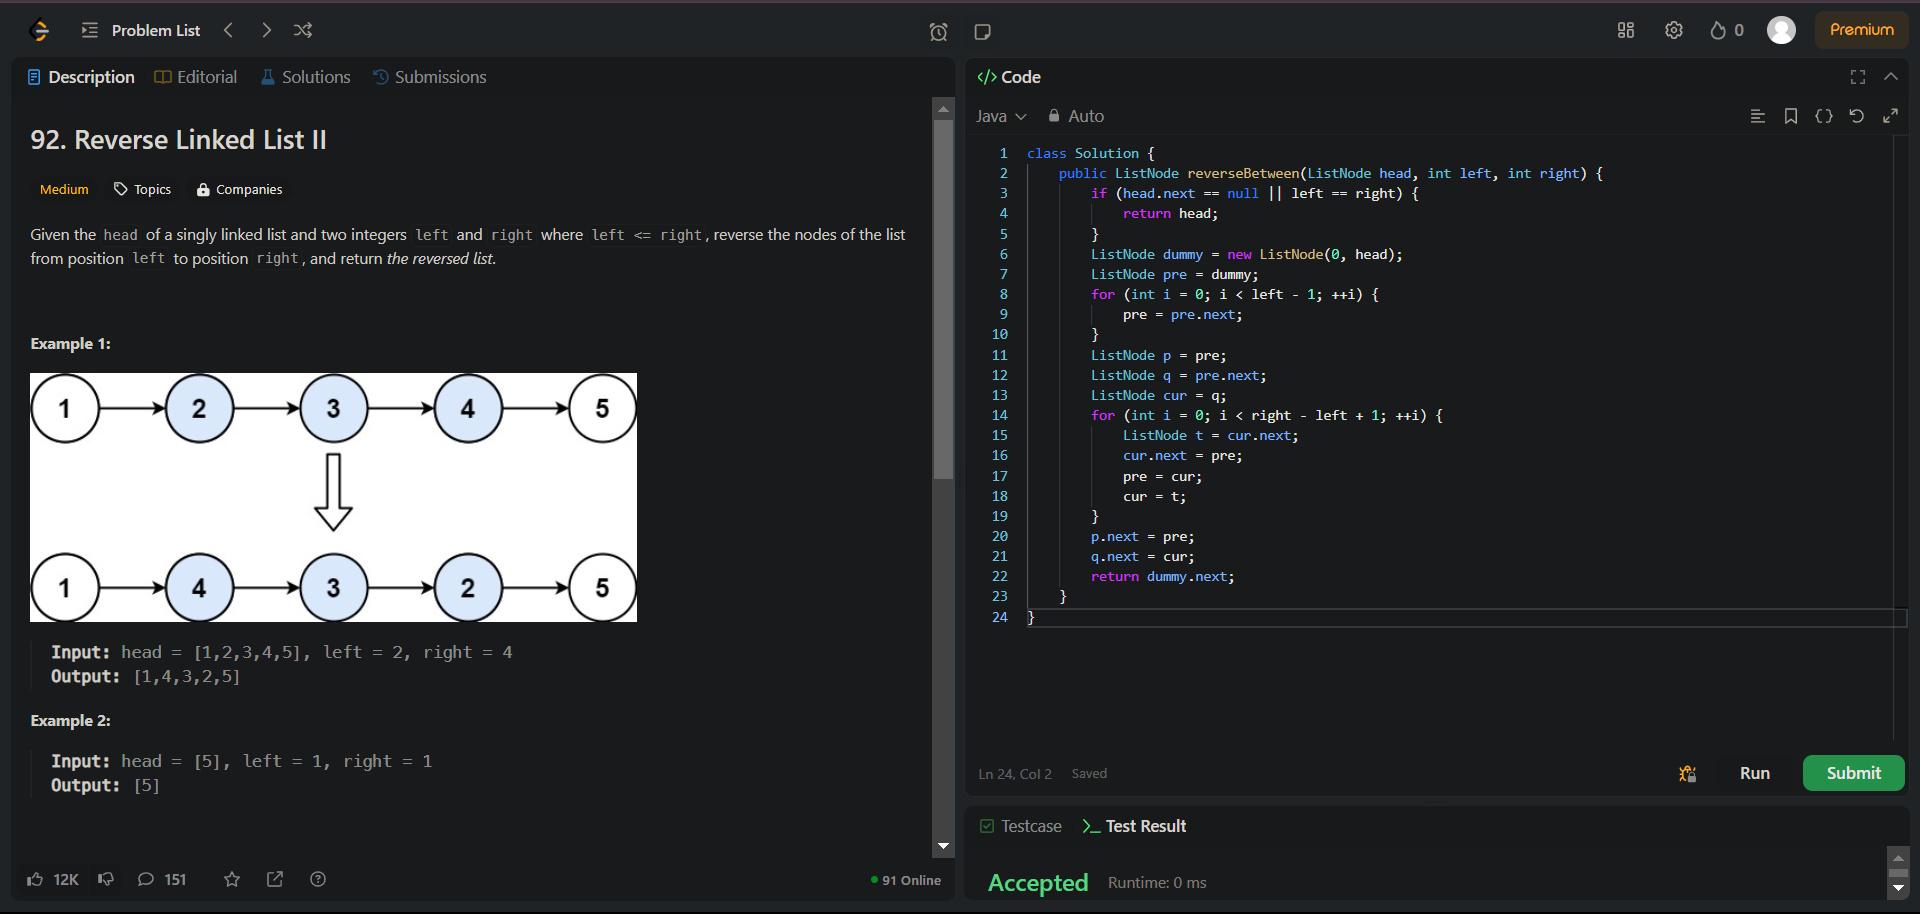 Problem List
0
Premium
Description Editorial Solutions Submissions
92. Reverse Linked List II
Medium Topics Companies
Given the head of a singly linked list and two integers left and right where left <= right, reverse the nodes of the list
from position left to position right, and return the reversed list.
Example 1:
1 2 3 4 5
1 4 3 2 5
Input: head = [1,2,3,4,5], left = 2, right = 4
Output: [1,4,3,2,5]
Example 2:
Input: head = [5], left = 1, right = 1
Output: [5]
12K 151
91 Online
</> Code
Java Auto
1 class Solution {
2 public ListNode reverseBetween(ListNode head, int left, int right) {
3 if (head.next == null || left == right) {
4 return head;
5 }
6 ListNode dummy = new ListNode(0, head);
7 ListNode pre = dummy;
8 for (int i = 0; i < left - 1; ++i) {
9 pre = pre.next;
10 }
11 ListNode p = pre;
12 ListNode q = pre.next;
13 ListNode cur = q;
14 for (int i = 0; i < right - left + 1; ++i) {
15 ListNode t = cur.next;
16 cur.next = pre;
17 pre = cur;
18 cur = t;
19 }
20 p.next = pre;
21 q.next = cur;
22 return dummy.next;
23 }
24 }
Ln 24, Col 2 Saved
Run Submit
Testcase Test Result
Accepted Runtime: 0 ms